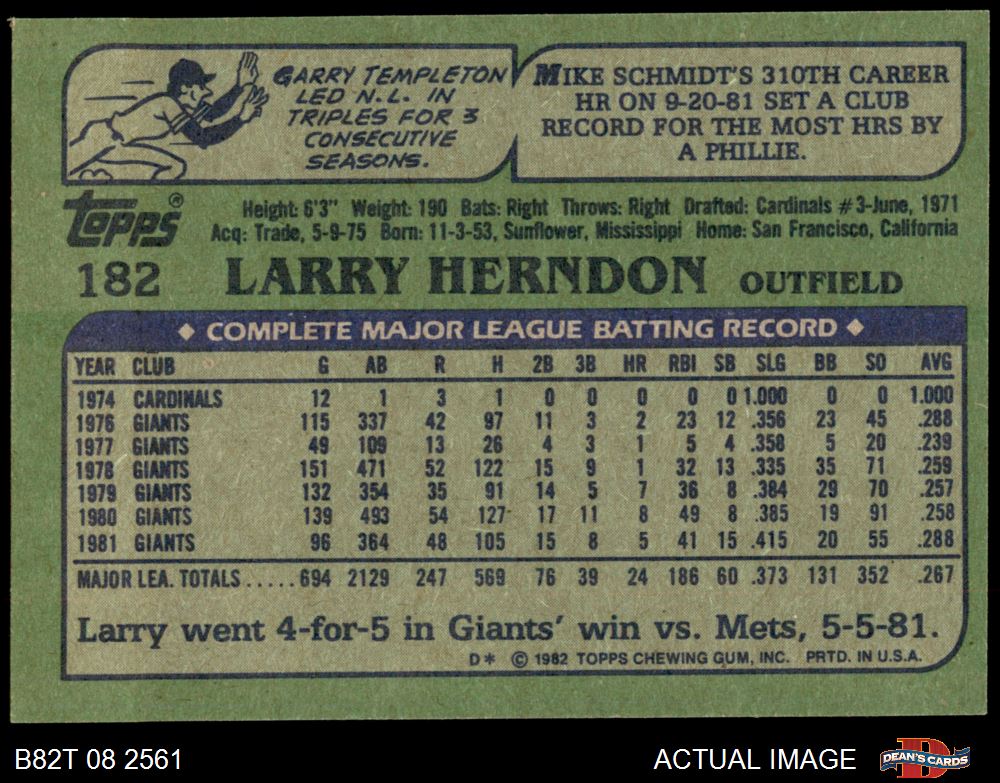 GARRY TEMPLETON
LED N.L. IN
TRIPLES FOR 3
CONSECUTIVE
SEASONS.
MIKE SCHMIDT'S 310TH CAREER
HR ON 9-20-81 SET A CLUB
RECORD FOR THE MOST HRS BY
A PHILLIE.
TOPPS®
Height: 6'3" Weight: 190 Bats: Right Throws: Right Drafted: Cardinals #3-June, 1971
Acq: Trade, 5-9-75 Born: 11-3-53, Sunflower, Mississippi Home: San Francisco, California
182 LARRY HERNDON OUTFIELD
◆ COMPLETE MAJOR LEAGUE BATTING RECORD ◆
YEAR CLUB G AB R H 2B 3B HR RBI SB SLG BB SO AVG
1974 CARDINALS 12 1 3 1 0 0 0 0 0 1.000 0 0 1.000
1976 GIANTS 115 337 42 97 11 3 2 23 12 .356 23 45 .288
1977 GIANTS 49 109 13 26 4 3 1 5 4 .358 5 20 .239
1978 GIANTS 151 471 52 122 15 9 1 32 13 .335 35 71 .259
1979 GIANTS 132 354 35 91 14 5 7 36 8 .384 29 70 .257
1980 GIANTS 139 493 54 127 17 11 8 49 8 .385 19 91 .258
1981 GIANTS 96 364 48 105 15 8 5 41 15 .415 20 55 .288
MAJOR LEA. TOTALS.....694 2129 247 569 76 39 24 186 60 .373 131 352 .267
Larry went 4-for-5 in Giants' win vs. Mets, 5-5-81.
D* © 1982 TOPPS CHEWING GUM, INC. PRTD. IN U.S.A.
B82T 08 2561 ACTUAL IMAGE DEAN'S CARDS